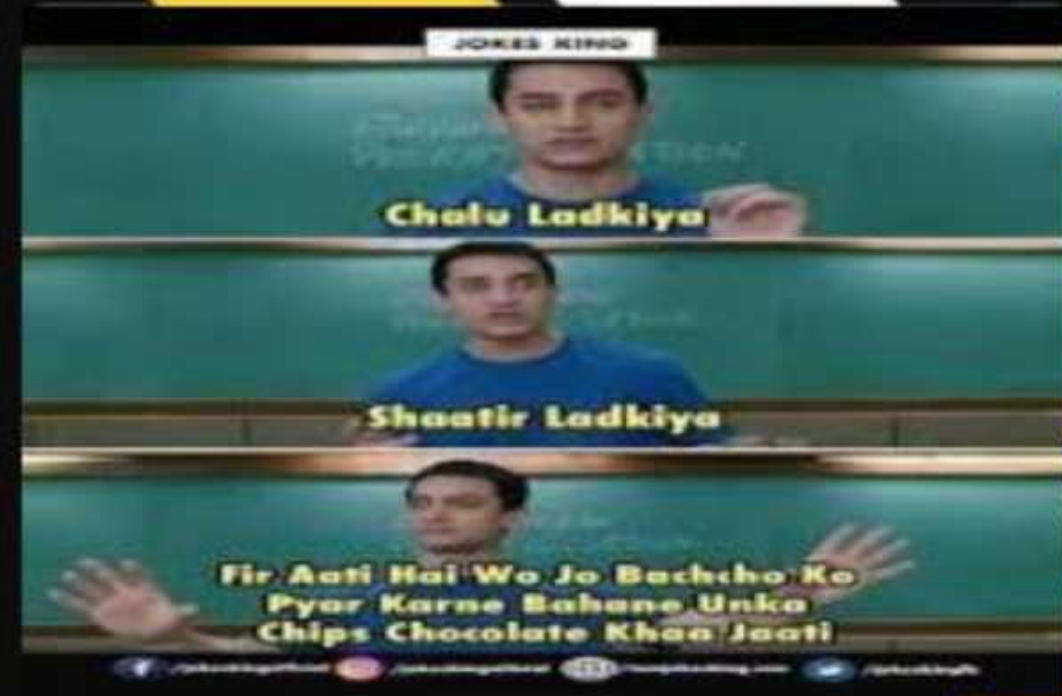 JOKES KING
Chalu Ladkiya
Shaatir Ladkiya
Fir Aati Hai Wo Jo Bachcho Ko
Pyar Karne Bahane Unka
Chips Chocolate Khaa Jaati